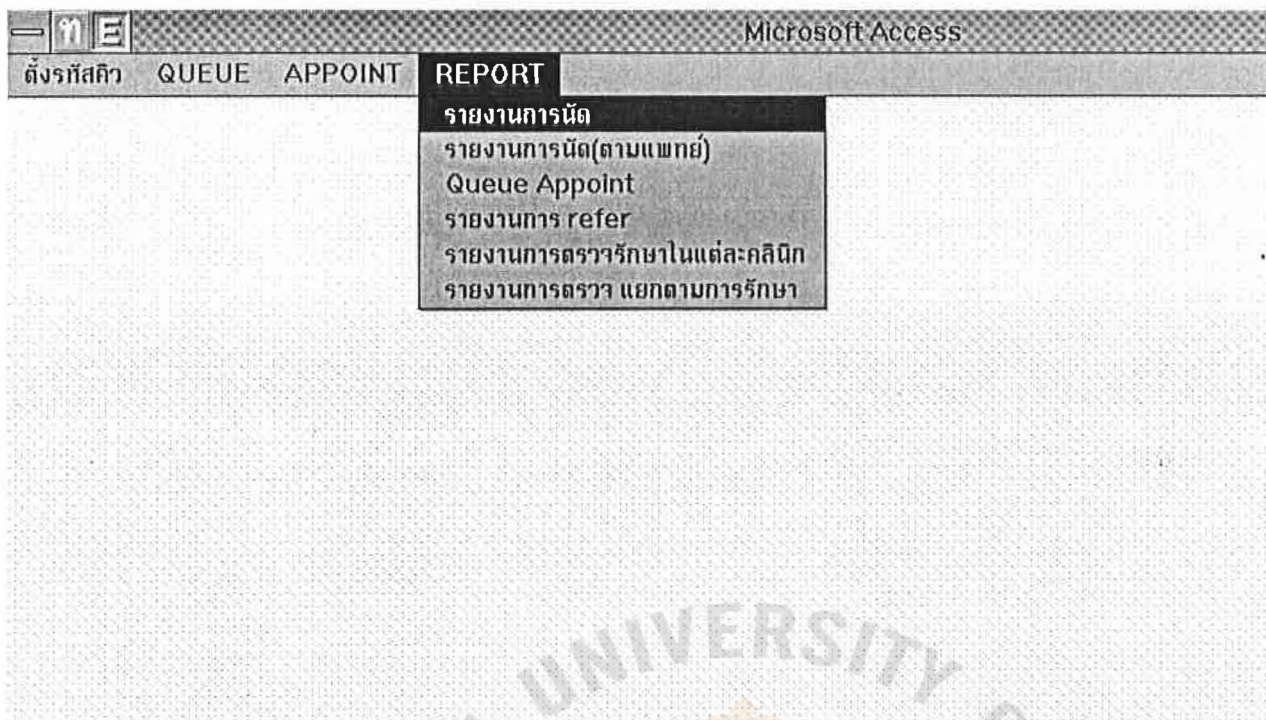 ก E Microsoft Access
ตั้งรหัสคิว QUEUE APPOINT REPORT
รายงานการนัด
รายงานการนัด(ตามแพทย์)
Queue Appoint
รายงานการ refer
รายงานการตรวจรักษาในแต่ละคลินิก
รายงานการตรวจ แยกตามการรักษา
UNIVERSITY